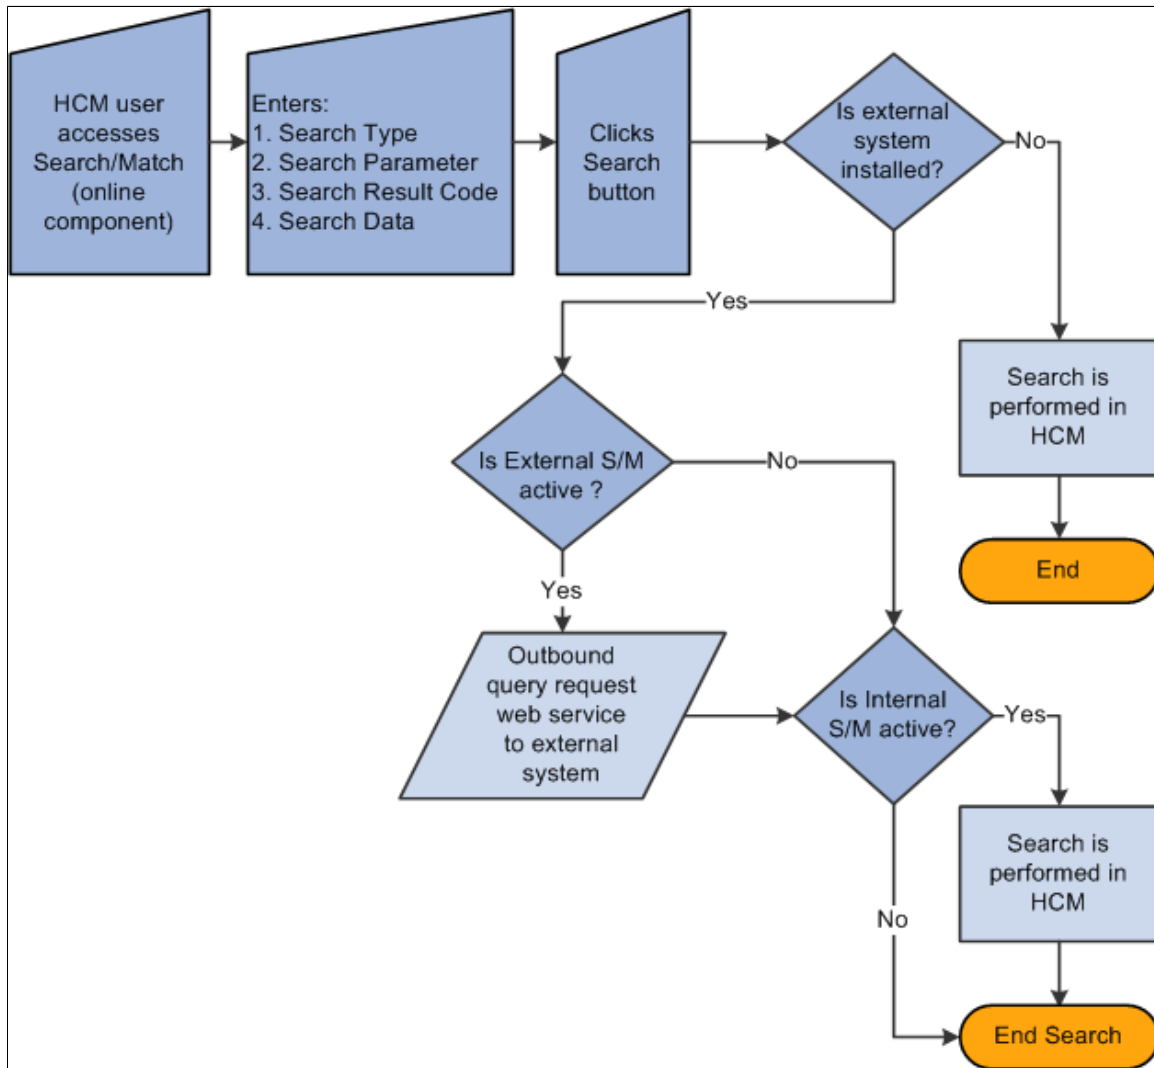 HCM user
accesses
Search/Match
(online
component)
Enters:
1. Search Type
2. Search Parameter
3. Search Result Code
4. Search Data
Clicks
Search
button
Is external
system
installed?
No
Yes
Search is
performed in
HCM
End
Is External S/M
active ?
No
Yes
Outbound
query request
web service
to external
system
Is Internal
S/M active?
Yes
Search is
performed in
HCM
No
End Search